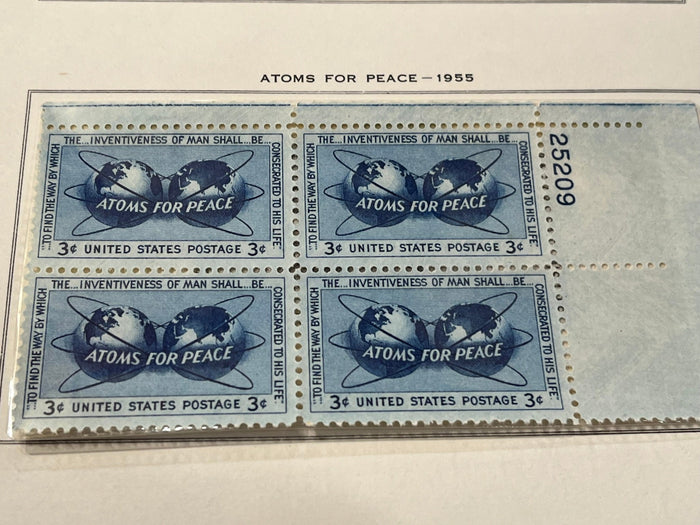 ATOMS FOR PEACE — 1955
...TO FIND THE WAY BY WHICH
THE...INVENTIVENESS OF MAN SHALL...BE...
CONSECRATED TO HIS LIFE.
ATOMS FOR PEACE
3¢ UNITED STATES POSTAGE 3¢
...TO FIND THE WAY BY WHICH
THE...INVENTIVENESS OF MAN SHALL...BE...
CONSECRATED TO HIS LIFE.
ATOMS FOR PEACE
3¢ UNITED STATES POSTAGE 3¢
25209
...TO FIND THE WAY BY WHICH
THE...INVENTIVENESS OF MAN SHALL...BE...
CONSECRATED TO HIS LIFE.
ATOMS FOR PEACE
3¢ UNITED STATES POSTAGE 3¢
...TO FIND THE WAY BY WHICH
THE...INVENTIVENESS OF MAN SHALL...BE...
CONSECRATED TO HIS LIFE.
ATOMS FOR PEACE
3¢ UNITED STATES POSTAGE 3¢